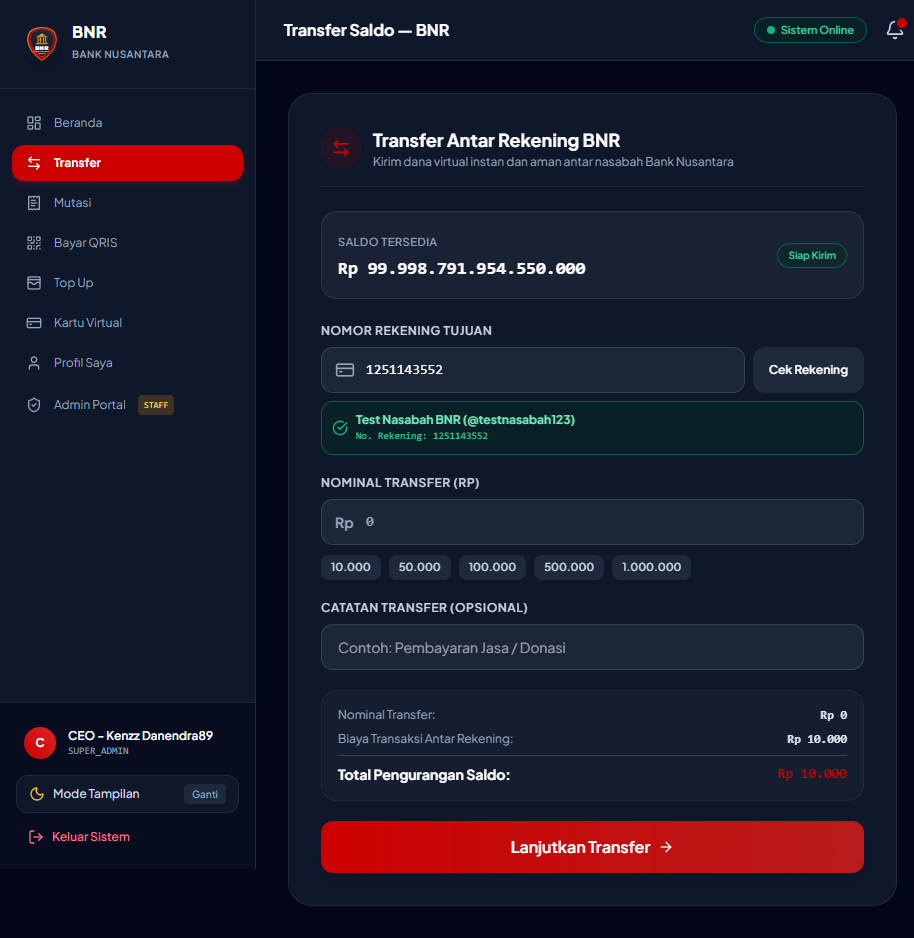 BNR
BNR
BANK NUSANTARA
Beranda
Transfer
Mutasi
Bayar QRIS
Top Up
Kartu Virtual
Profil Saya
Admin Portal STAFF
C
CEO - Kenzz Danendra89
SUPER_ADMIN
Mode Tampilan Ganti
Keluar Sistem
Transfer Saldo — BNR
Sistem Online
Transfer Antar Rekening BNR
Kirim dana virtual instan dan aman antar nasabah Bank Nusantara
SALDO TERSEDIA
Rp 99.998.791.954.550.000
Siap Kirim
NOMOR REKENING TUJUAN
1251143552
Cek Rekening
Test Nasabah BNR (@testnasabah123)
No. Rekening: 1251143552
NOMINAL TRANSFER (RP)
Rp 0
10.000 50.000 100.000 500.000 1.000.000
CATATAN TRANSFER (OPSIONAL)
Contoh: Pembayaran Jasa / Donasi
Nominal Transfer: Rp 0
Biaya Transaksi Antar Rekening: Rp 10.000
Total Pengurangan Saldo: Rp 10.000
Lanjutkan Transfer →